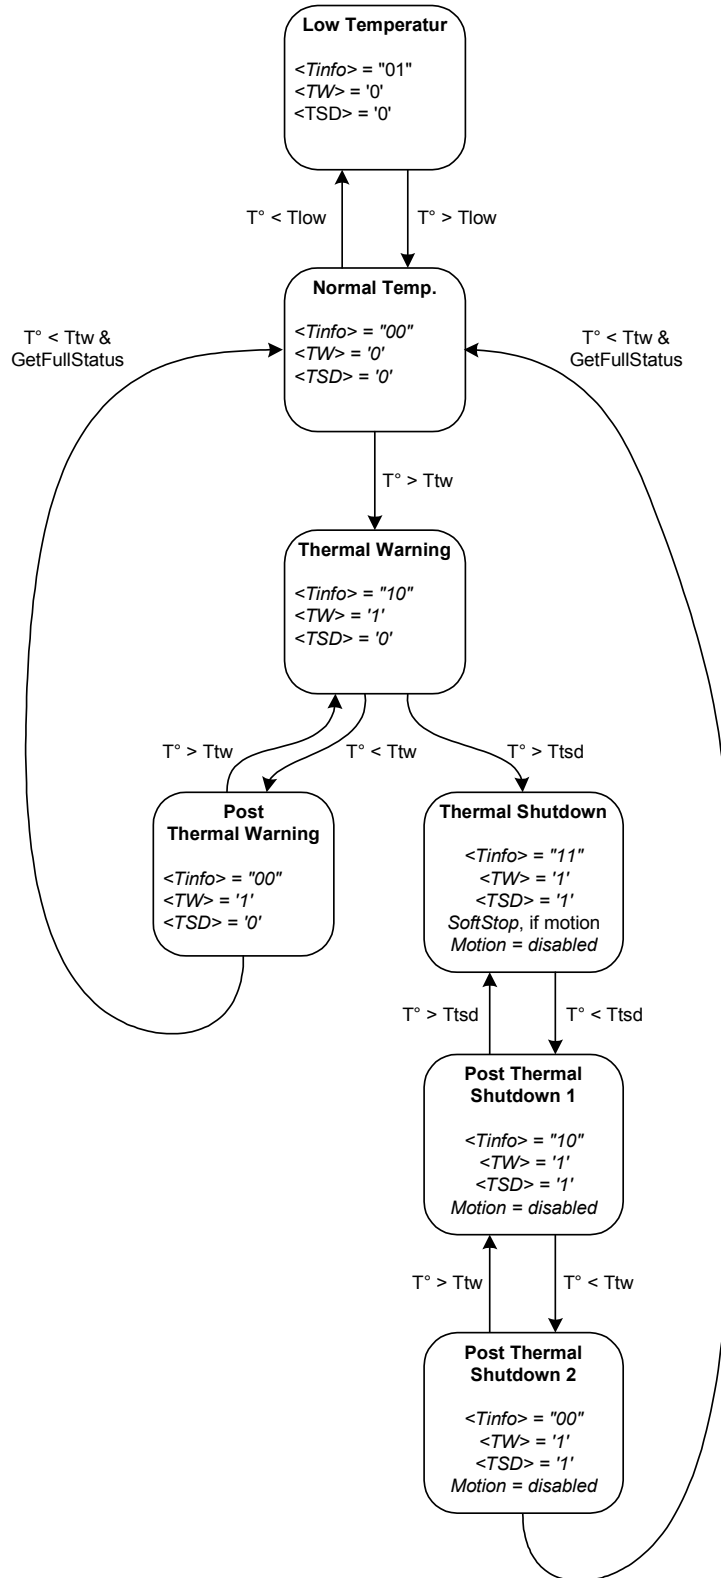 Low Temperatur
<Tinfo> = "01"
<TW> = '0'
<TSD> = '0'
T° < Tlow
T° > Tlow
Normal Temp.
<Tinfo> = "00"
<TW> = '0'
<TSD> = '0'
T° < Ttw &
GetFullStatus
T° < Ttw &
GetFullStatus
T° > Ttw
Thermal Warning
<Tinfo> = "10"
<TW> = '1'
<TSD> = '0'
T° > Ttw
T° < Ttw
T° > Ttsd
Post
Thermal Warning
<Tinfo> = "00"
<TW> = '1'
<TSD> = '0'
Thermal Shutdown
<Tinfo> = "11"
<TW> = '1'
<TSD> = '1'
SoftStop, if motion
Motion = disabled
T° > Ttsd
T° < Ttsd
Post Thermal
Shutdown 1
<Tinfo> = "10"
<TW> = '1'
<TSD> = '1'
Motion = disabled
T° > Ttw
T° < Ttw
Post Thermal
Shutdown 2
<Tinfo> = "00"
<TW> = '1'
<TSD> = '1'
Motion = disabled